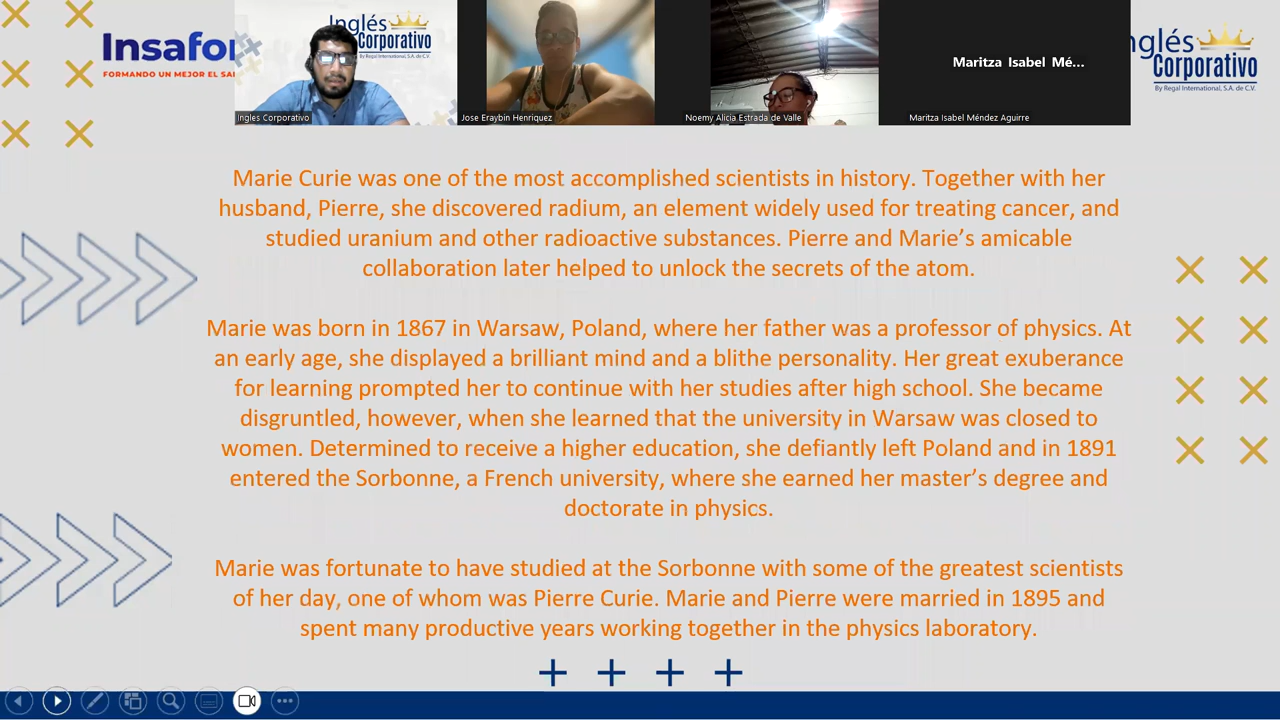 Insafor
FORMANDO UN MEJOR EL SA
Inglés
Corporativo
By Regal International, S.A. de C.V.
Ingles Corporativo
Jose Eraybin Henriquez
Noemy Alicia Estrada de Valle
Maritza Isabel Mé...
Maritza Isabel Méndez Aguirre
nglés
Corporativo
By Regal International, S.A. de C.V.
Marie Curie was one of the most accomplished scientists in history. Together with her
husband, Pierre, she discovered radium, an element widely used for treating cancer, and
studied uranium and other radioactive substances. Pierre and Marie’s amicable
collaboration later helped to unlock the secrets of the atom.
Marie was born in 1867 in Warsaw, Poland, where her father was a professor of physics. At
an early age, she displayed a brilliant mind and a blithe personality. Her great exuberance
for learning prompted her to continue with her studies after high school. She became
disgruntled, however, when she learned that the university in Warsaw was closed to
women. Determined to receive a higher education, she defiantly left Poland and in 1891
entered the Sorbonne, a French university, where she earned her master’s degree and
doctorate in physics.
Marie was fortunate to have studied at the Sorbonne with some of the greatest scientists
of her day, one of whom was Pierre Curie. Marie and Pierre were married in 1895 and
spent many productive years working together in the physics laboratory.